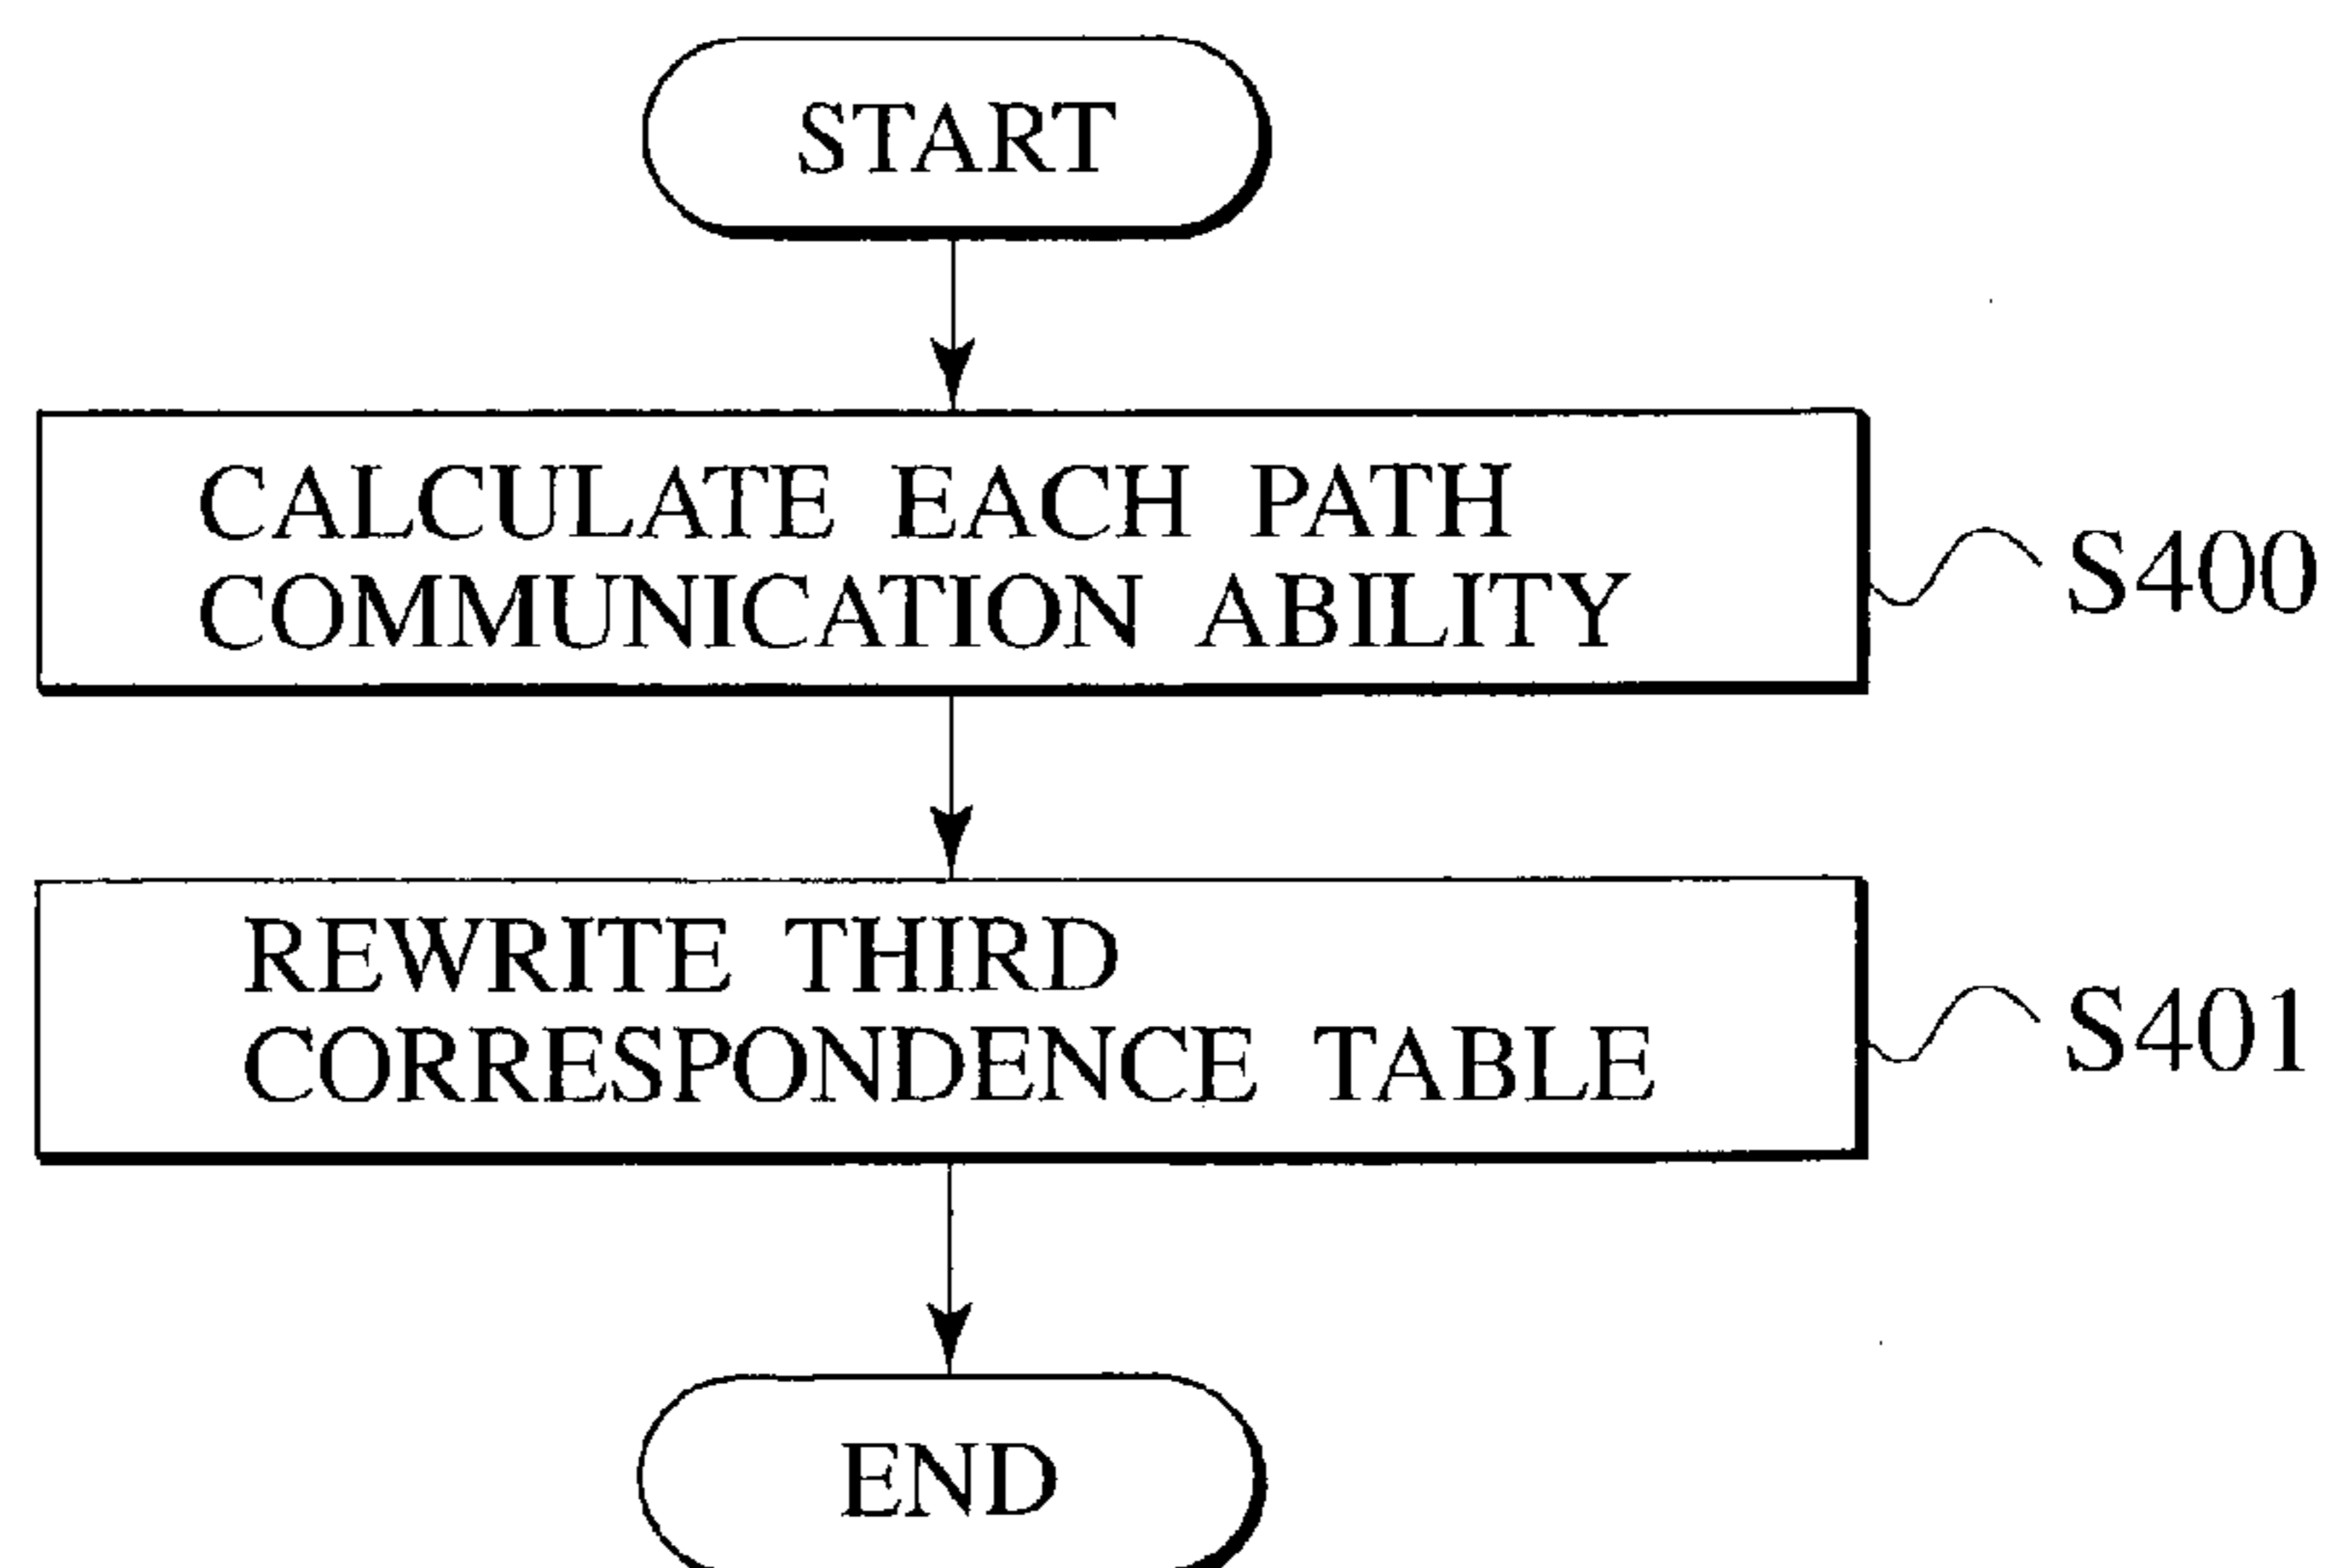 START
CALCULATE EACH PATH
COMMUNICATION ABILITY
S400
REWRITE THIRD
CORRESPONDENCE TABLE
S401
END